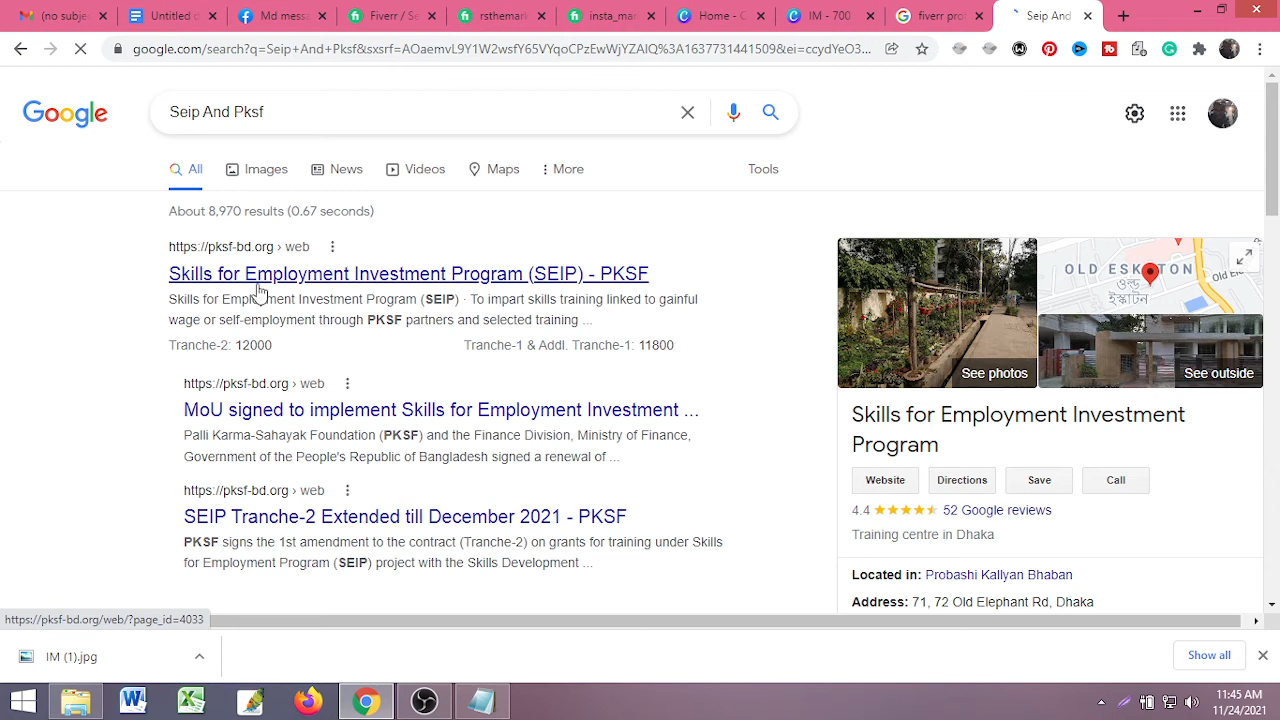 (no subjec
Untitled c
Md messa
Fiverr / Se
rsthemark
insta_mar
Home - C
IM - 700
fiverr pro
Seip And
google.com/search?q=Seip+And+Pksf&sxsrf=AOaemvL9Y1W2wsfY65VYqoCPzEwWjYZAIQ%3A1637731441509&ei=ccydYeO3...
Google
Seip And Pksf
All
Images
News
Videos
Maps
More
Tools
About 8,970 results (0.67 seconds)
https://pksf-bd.org › web
Skills for Employment Investment Program (SEIP) - PKSF
Skills for Employment Investment Program (SEIP) · To impart skills training linked to gainful
wage or self-employment through PKSF partners and selected training ...
Tranche-2: 12000
Tranche-1 & Addl. Tranche-1: 11800
https://pksf-bd.org › web
MoU signed to implement Skills for Employment Investment ...
Palli Karma-Sahayak Foundation (PKSF) and the Finance Division, Ministry of Finance,
Government of the People's Republic of Bangladesh signed a renewal of ...
https://pksf-bd.org › web
SEIP Tranche-2 Extended till December 2021 - PKSF
PKSF signs the 1st amendment to the contract (Tranche-2) on grants for training under Skills
for Employment Program (SEIP) project with the Skills Development ...
OLD ESKATON
ওল্ড
ইস্কাটন
Old Ele
See photos
See outside
Skills for Employment Investment
Program
Website
Directions
Save
Call
4.4
52 Google reviews
Training centre in Dhaka
Located in: Probashi Kallyan Bhaban
Address: 71, 72 Old Elephant Rd, Dhaka
https://pksf-bd.org/web/?page_id=4033
IM (1).jpg
Show all
11:45 AM
11/24/2021